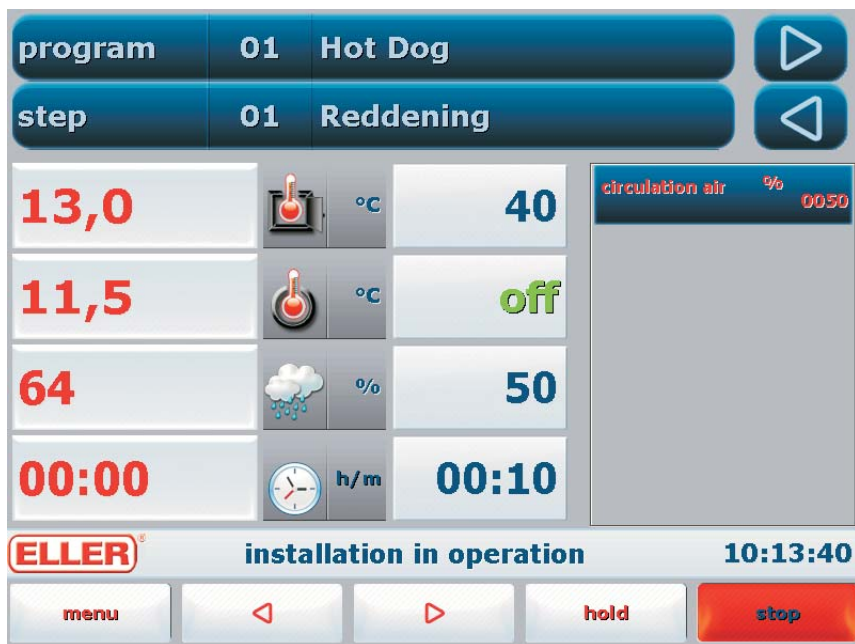 program 01 Hot Dog
step 01 Reddening
13,0 °C 40
circulation air % 0050
11,5 °C off
64 % 50
00:00 h/m 00:10
ELLER® installation in operation 10:13:40
menu hold stop